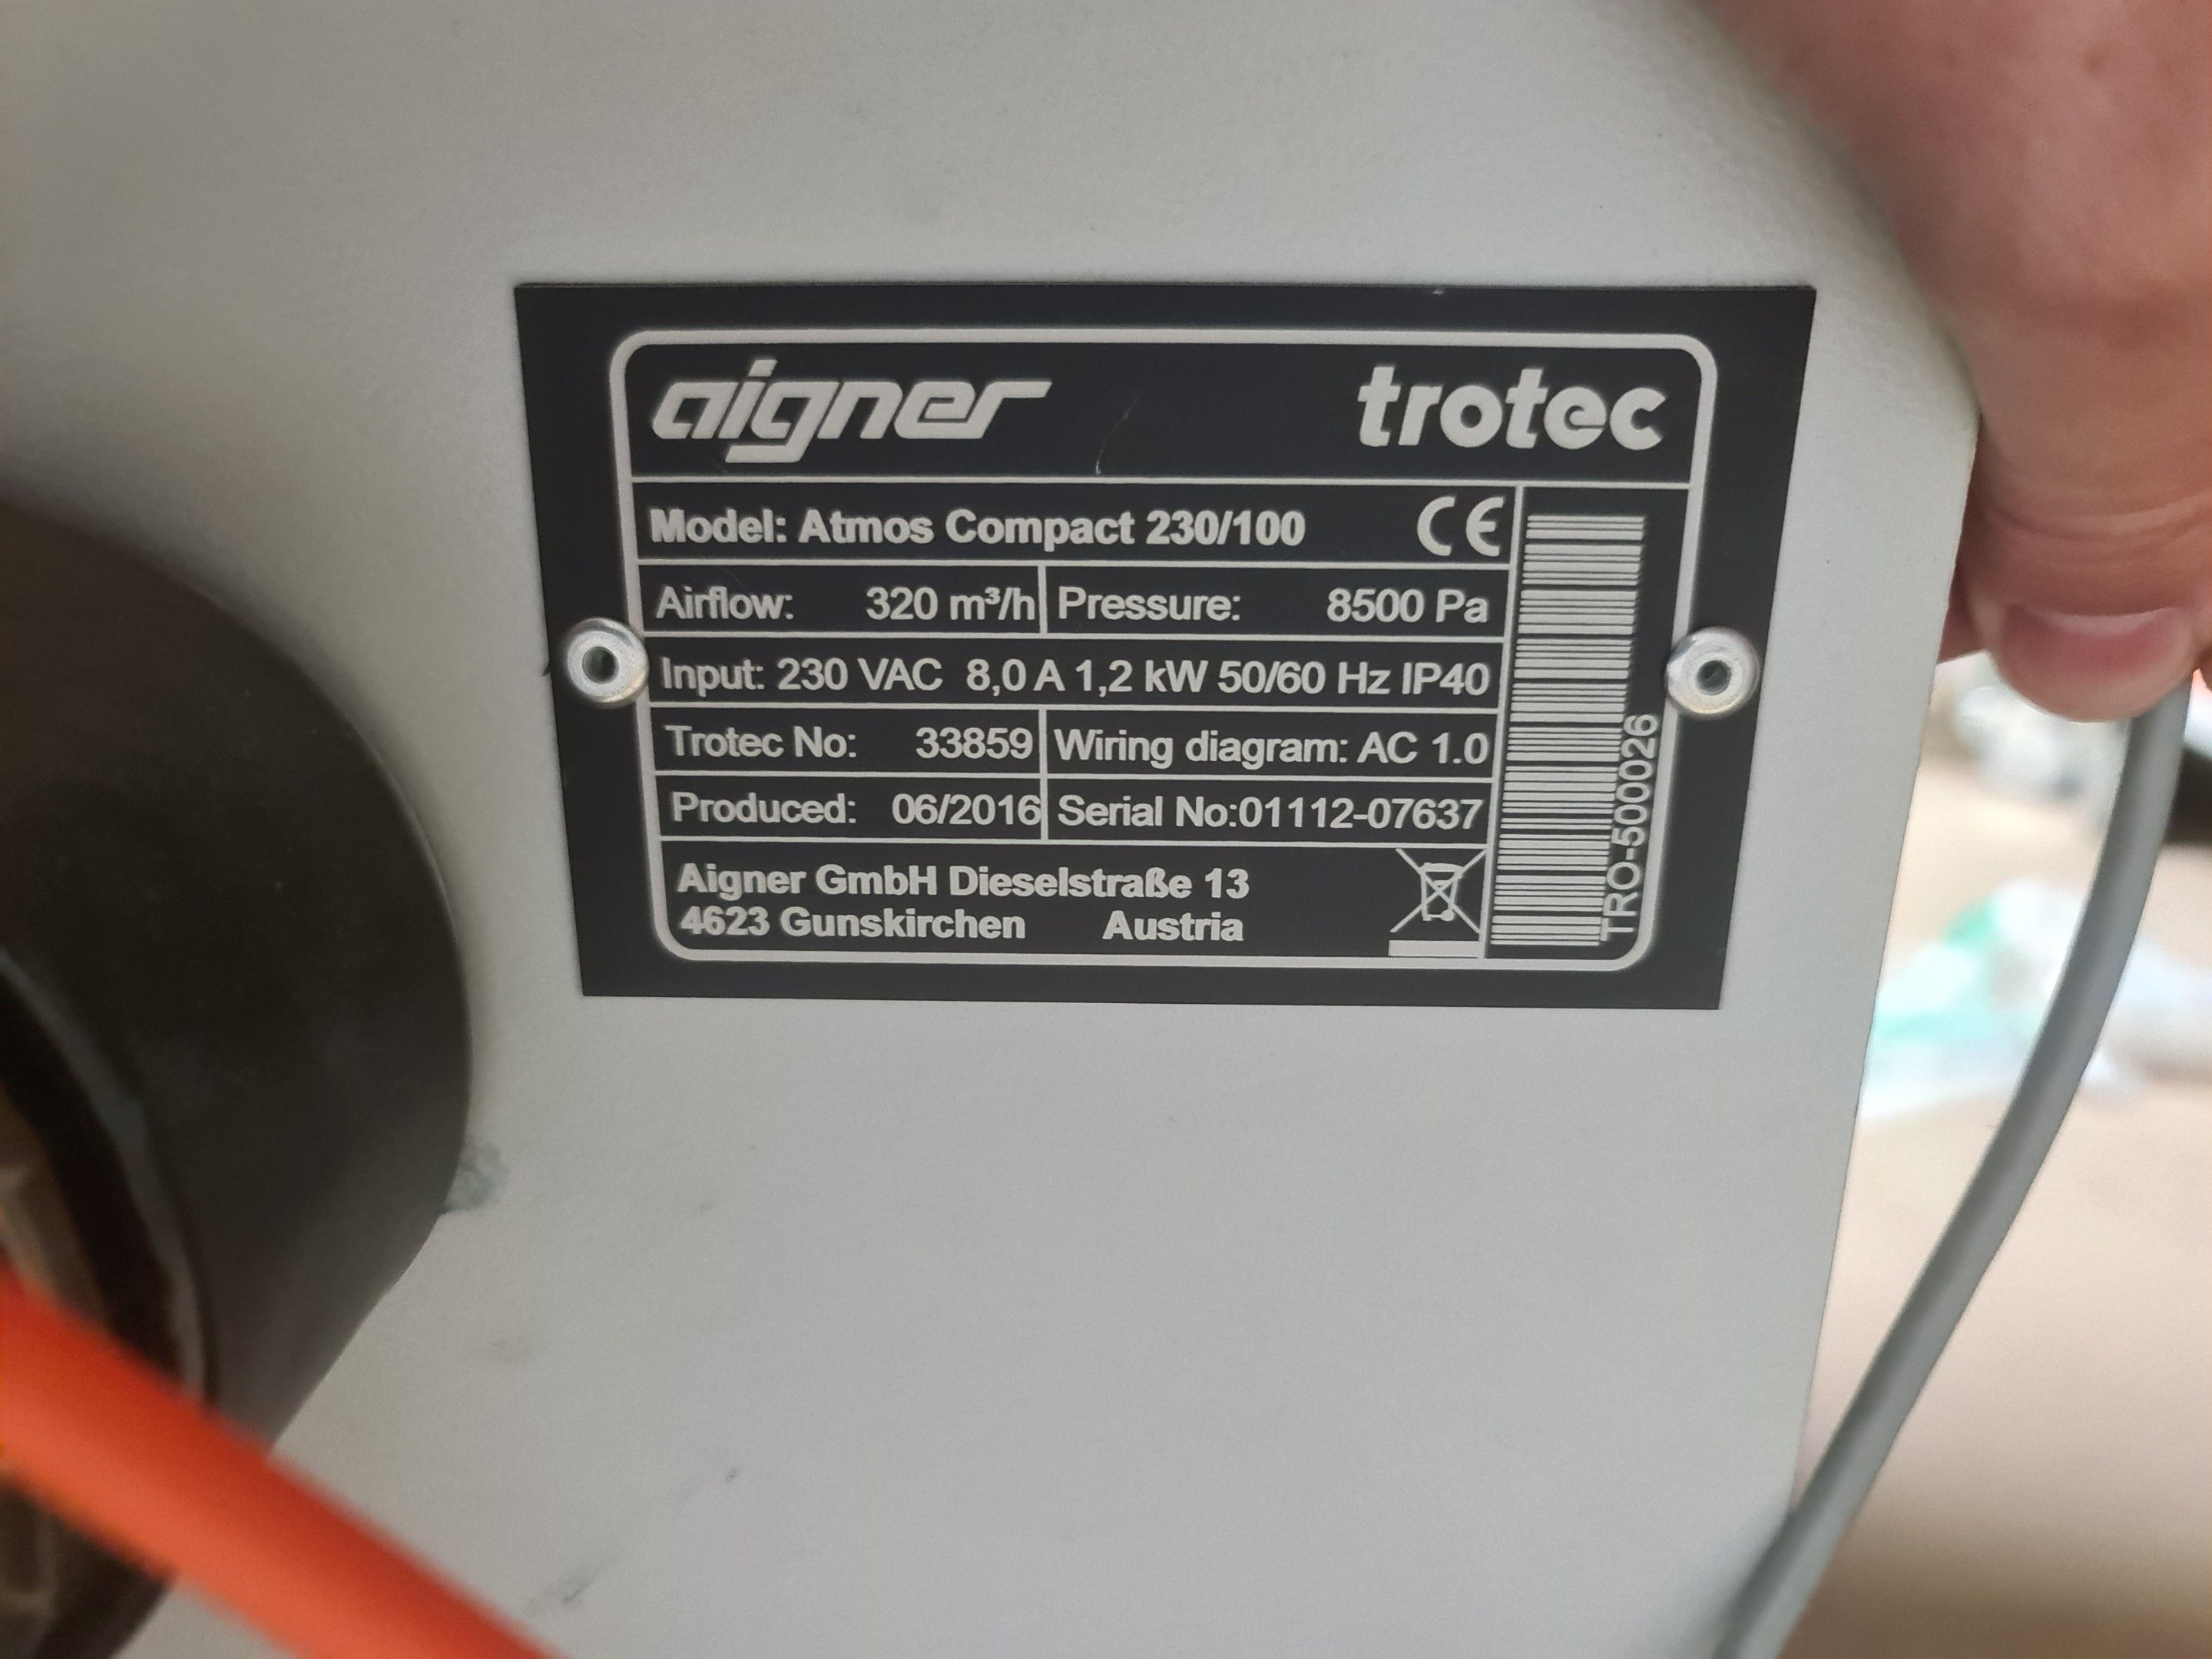 aigner trotec
Model: Atmos Compact 230/100 CE
Airflow: 320 m³/h Pressure: 8500 Pa
Input: 230 VAC 8,0 A 1,2 kW 50/60 Hz IP40
Trotec No: 33859 Wiring diagram: AC 1.0
Produced: 06/2016 Serial No:01112-07637
Aigner GmbH Dieselstraße 13
4623 Gunskirchen Austria
TRO-500026